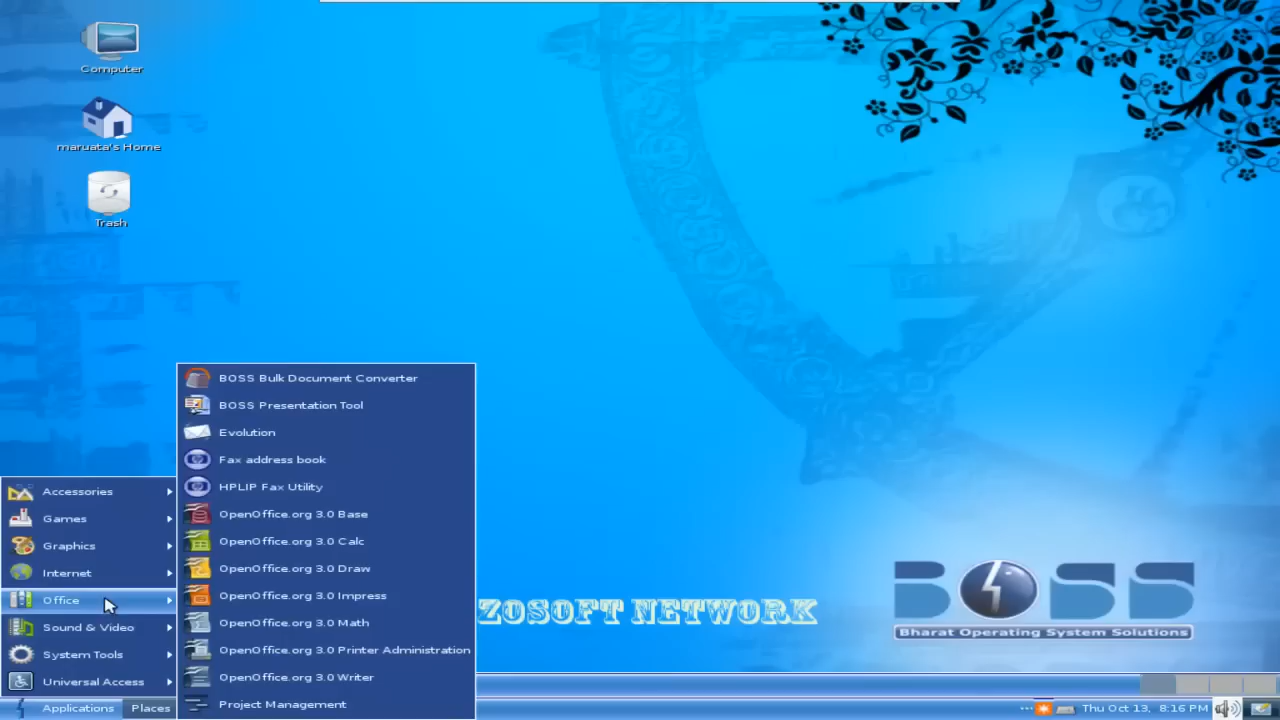 Computer
maruata's Home
Trash
BOSS Bulk Document Converter
BOSS Presentation Tool
Evolution
Fax address book
HPLIP Fax Utility
OpenOffice.org 3.0 Base
OpenOffice.org 3.0 Calc
OpenOffice.org 3.0 Draw
OpenOffice.org 3.0 Impress
OpenOffice.org 3.0 Math
OpenOffice.org 3.0 Printer Administration
OpenOffice.org 3.0 Writer
Project Management
Accessories
Games
Graphics
Internet
Office
Sound & Video
System Tools
Universal Access
ZOSOFT NETWORK
BOSS
Bharat Operating System Solutions
Applications Places
Thu Oct 13, 8:16 PM